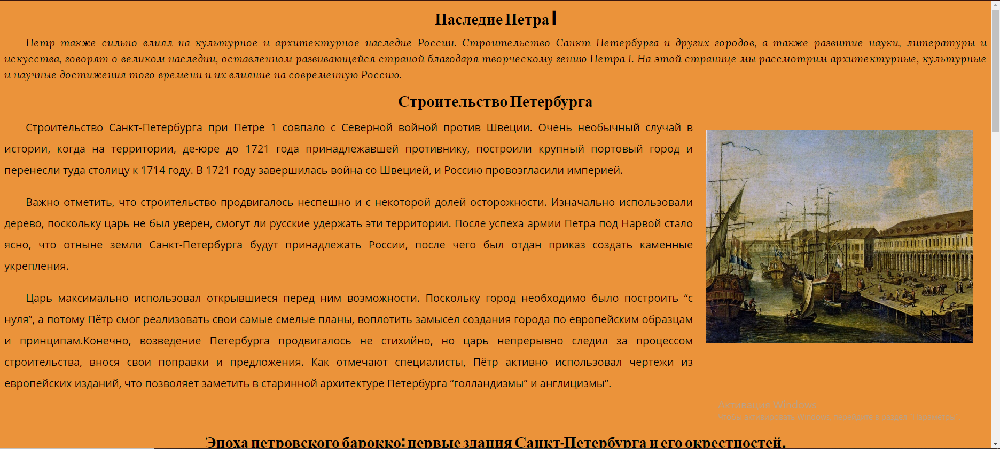 Наследие Петра I
Петр также сильно влиял на культурное и архитектурное наследие России. Строительство Санкт-Петербурга и других городов, а также развитие науки, литературы и
искусства, говорят о великом наследии, оставленном развивающейся страной благодаря творческому гению Петра I. На этой странице мы рассмотрим архитектурные, культурные
и научные достижения того времени и их влияние на современную Россию.
Строительство Петербурга
Строительство Санкт-Петербурга при Петре 1 совпало с Северной войной против Швеции. Очень необычный случай в
истории, когда на территории, де-юре до 1721 года принадлежавшей противнику, построили крупный портовый город и
перенесли туда столицу к 1714 году. В 1721 году завершилась война со Швецией, и Россию провозгласили империей.
Важно отметить, что строительство продвигалось неспешно и с некоторой долей осторожности. Изначально использовали
дерево, поскольку царь не был уверен, смогут ли русские удержать эти территории. После успеха армии Петра под Нарвой стало
ясно, что отныне земли Санкт-Петербурга будут принадлежать России, после чего был отдан приказ создать каменные
укрепления.
Царь максимально использовал открывшиеся перед ним возможности. Поскольку город необходимо было построить “с
нуля”, а потому Пётр смог реализовать свои самые смелые планы, воплотить замысел создания города по европейским образцам
и принципам.Конечно, возведение Петербурга продвигалось не стихийно, но царь непрерывно следил за процессом
строительства, внося свои поправки и предложения. Как отмечают специалисты, Пётр активно использовал чертежи из
европейских изданий, что позволяет заметить в старинной архитектуре Петербурга “голландизмы” и англицизмы”.
Активация Windows
Эпоха петровского барокко: первые здания Санкт-Петербурга и его окрестностей.